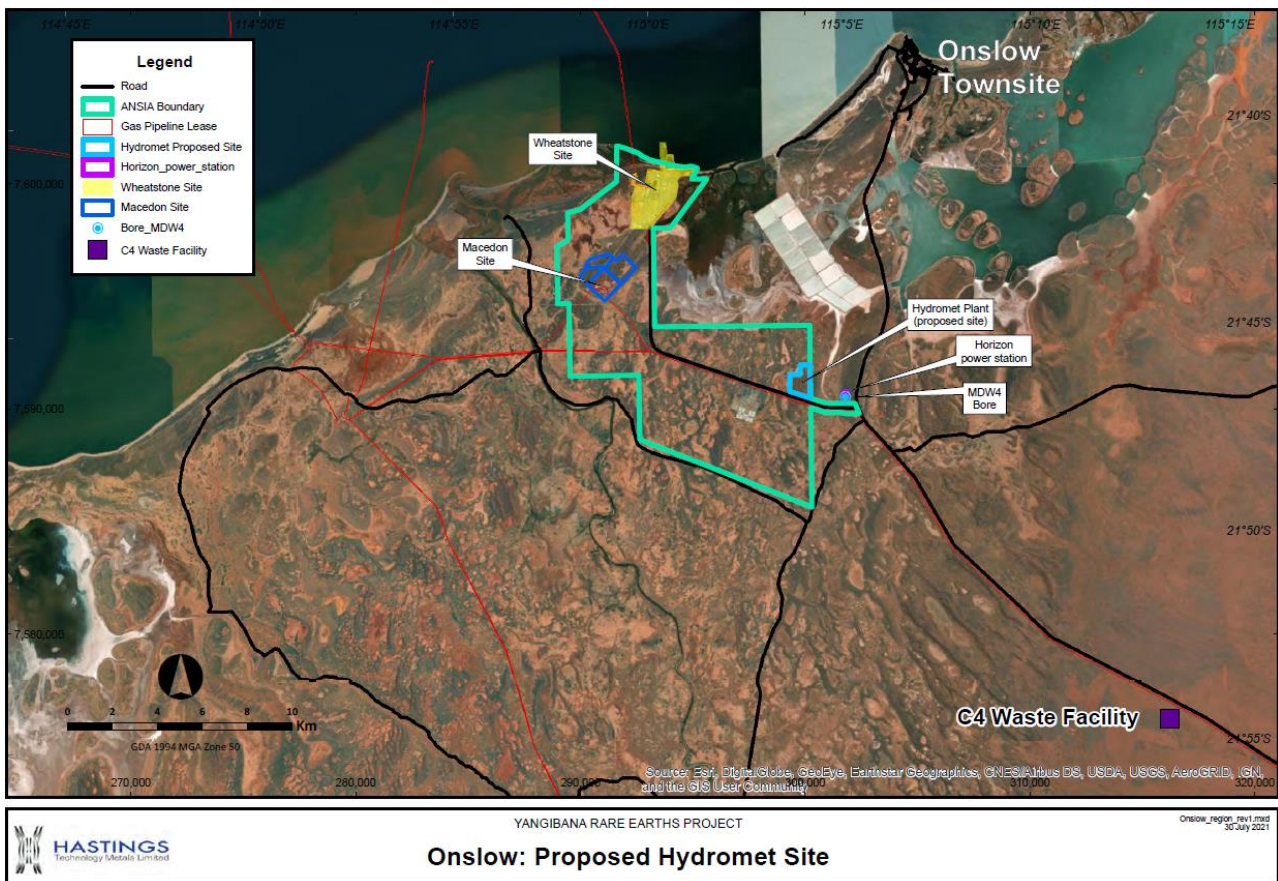 114°45'E 114°50'E 114°55'E 115°0'E 115°5'E 115°10'E 115°15'E
Legend
Road
ANSIA Boundary
Gas Pipeline Lease
Hydromet Proposed Site
Horizon_power_station
Wheatstone Site
Macedon Site
Bore_MDW4
C4 Waste Facility
Onslow
Townsite
21°40'S
Wheatstone
Site
7,600,000
Macedon
Site
Hydromet Plant
(proposed site)
21°45'S
Horizon
power station
MDW4
Bore
7,590,000
21°50'S
7,580,000
0 2 4 6 8 10
Km
GDA 1994 MGA Zone 50
C4 Waste Facility
21°55'S
Source: Esri, DigitalGlobe, GeoEye, Earthstar Geographics, CNES/Airbus DS, USDA, USGS, AeroGRID, IGN,
and the GIS User Community
270,000 280,000 290,000 300,000 310,000 320,000
HASTINGS
Technology Metals Limited
YANGIBANA RARE EARTHS PROJECT
Onslow: Proposed Hydromet Site
Onslow_region_rev1.mxd
30 July 2021